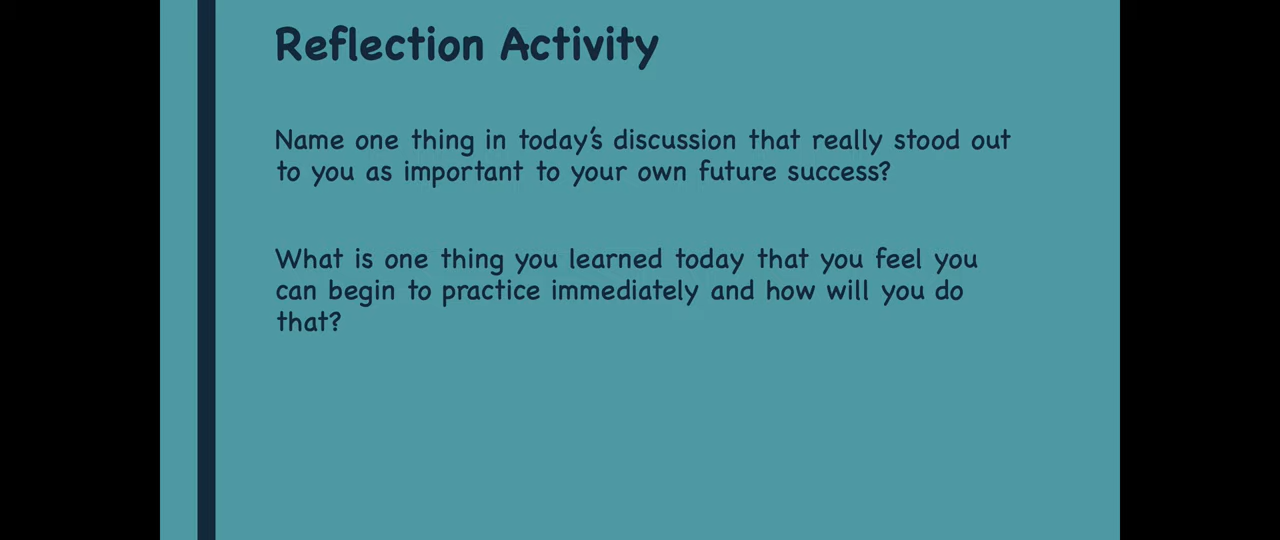 Reflection Activity
Name one thing in today's discussion that really stood out
to you as important to your own future success?
What is one thing you learned today that you feel you
can begin to practice immediately and how will you do
that?